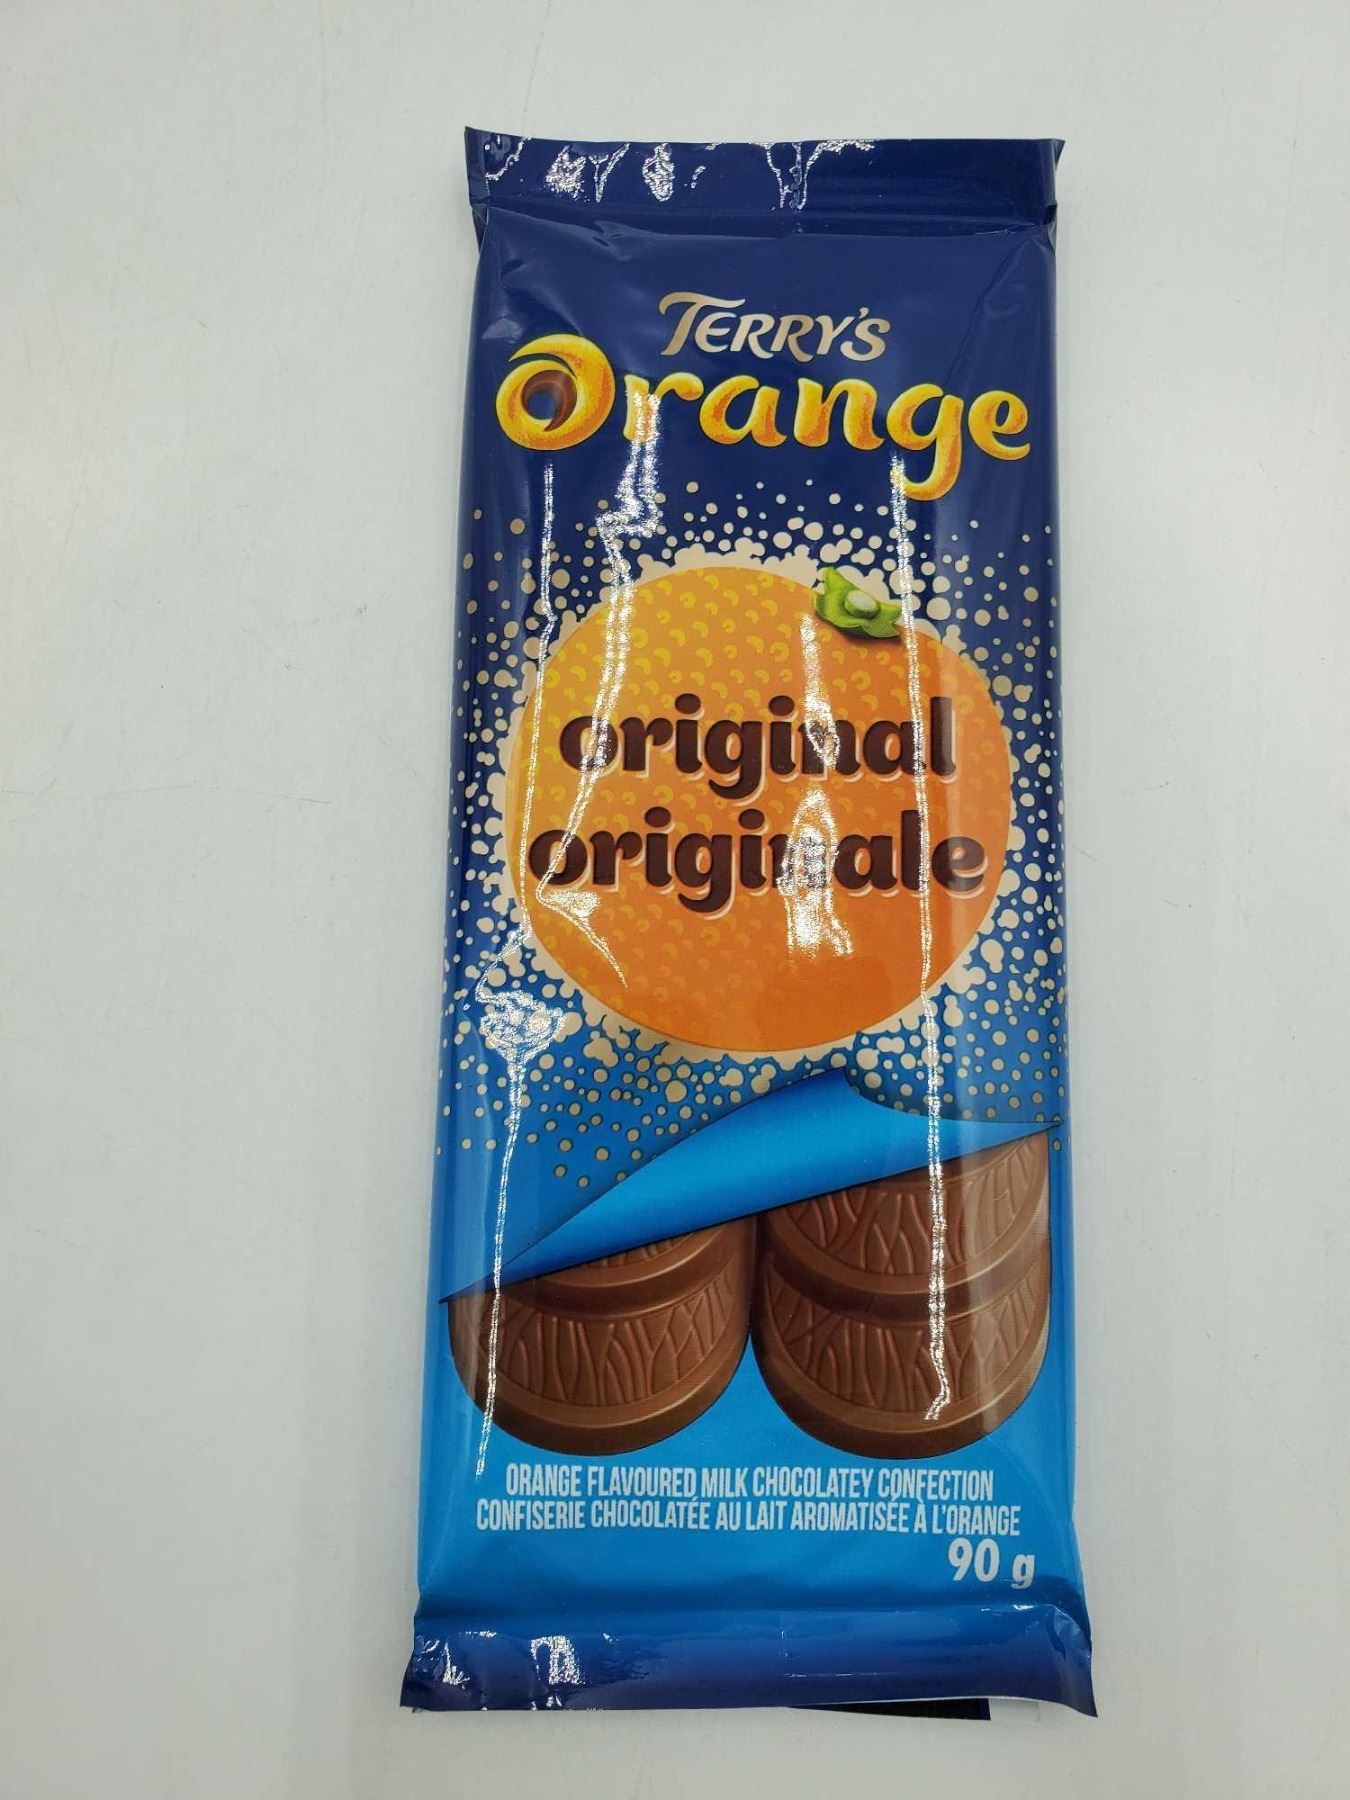 TERRY'S
Orange
original
originale
ORANGE FLAVOURED MILK CHOCOLATEY CONFECTION
CONFISERIE CHOCOLATÉE AU LAIT AROMATISÉE À L'ORANGE
90 g